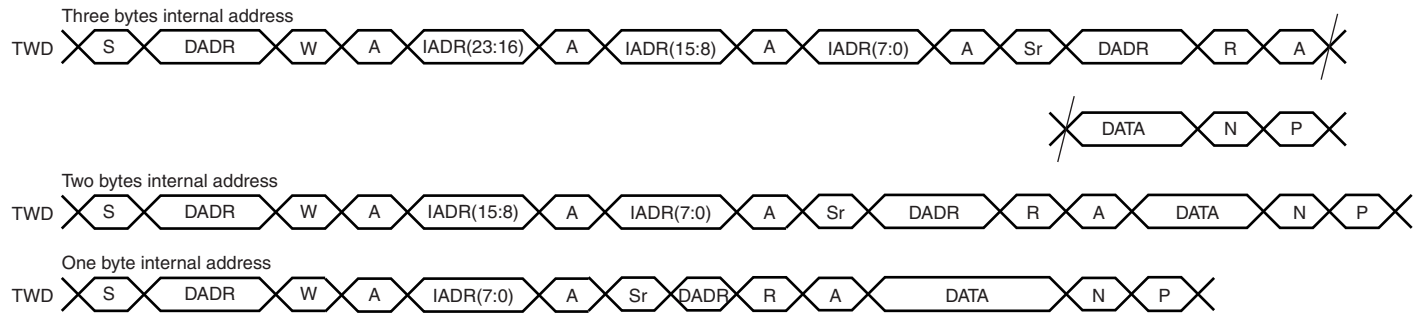 Three bytes internal address
TWD S DADR W A IADR(23:16) A IADR(15:8) A IADR(7:0) A Sr DADR R A
DATA N P
Two bytes internal address
TWD S DADR W A IADR(15:8) A IADR(7:0) A Sr DADR R A DATA N P
One byte internal address
TWD S DADR W A IADR(7:0) A Sr DADR R A DATA N P